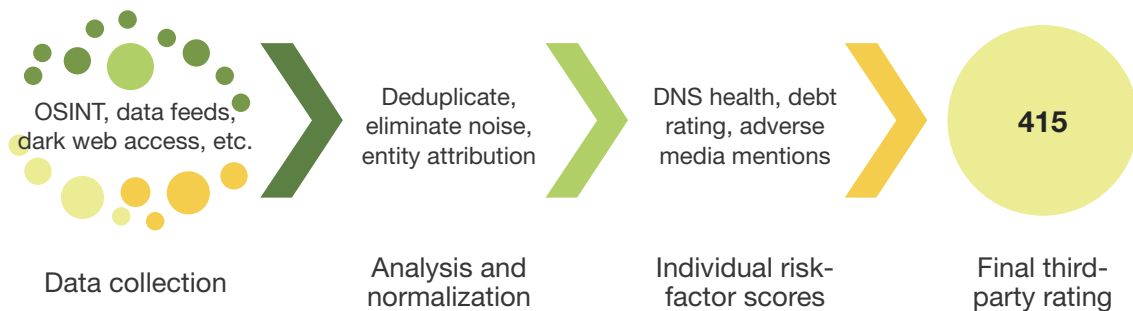 OSINT, data feeds,
dark web access, etc.
Deduplicate,
eliminate noise,
entity attribution
DNS health, debt
rating, adverse
media mentions
415
Data collection
Analysis and
normalization
Individual risk-
factor scores
Final third-
party rating